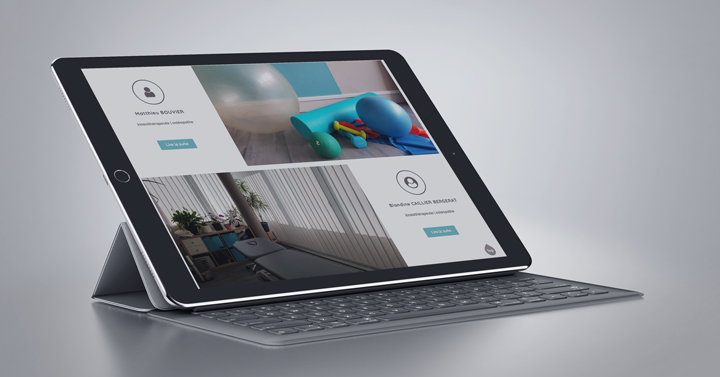 Matthieu BOUVIER
kinésithérapeute | ostéopathe
Lire la suite
Blandine CAILLIER BERGERAT
kinésithérapeute | ostéopathe
Lire la suite